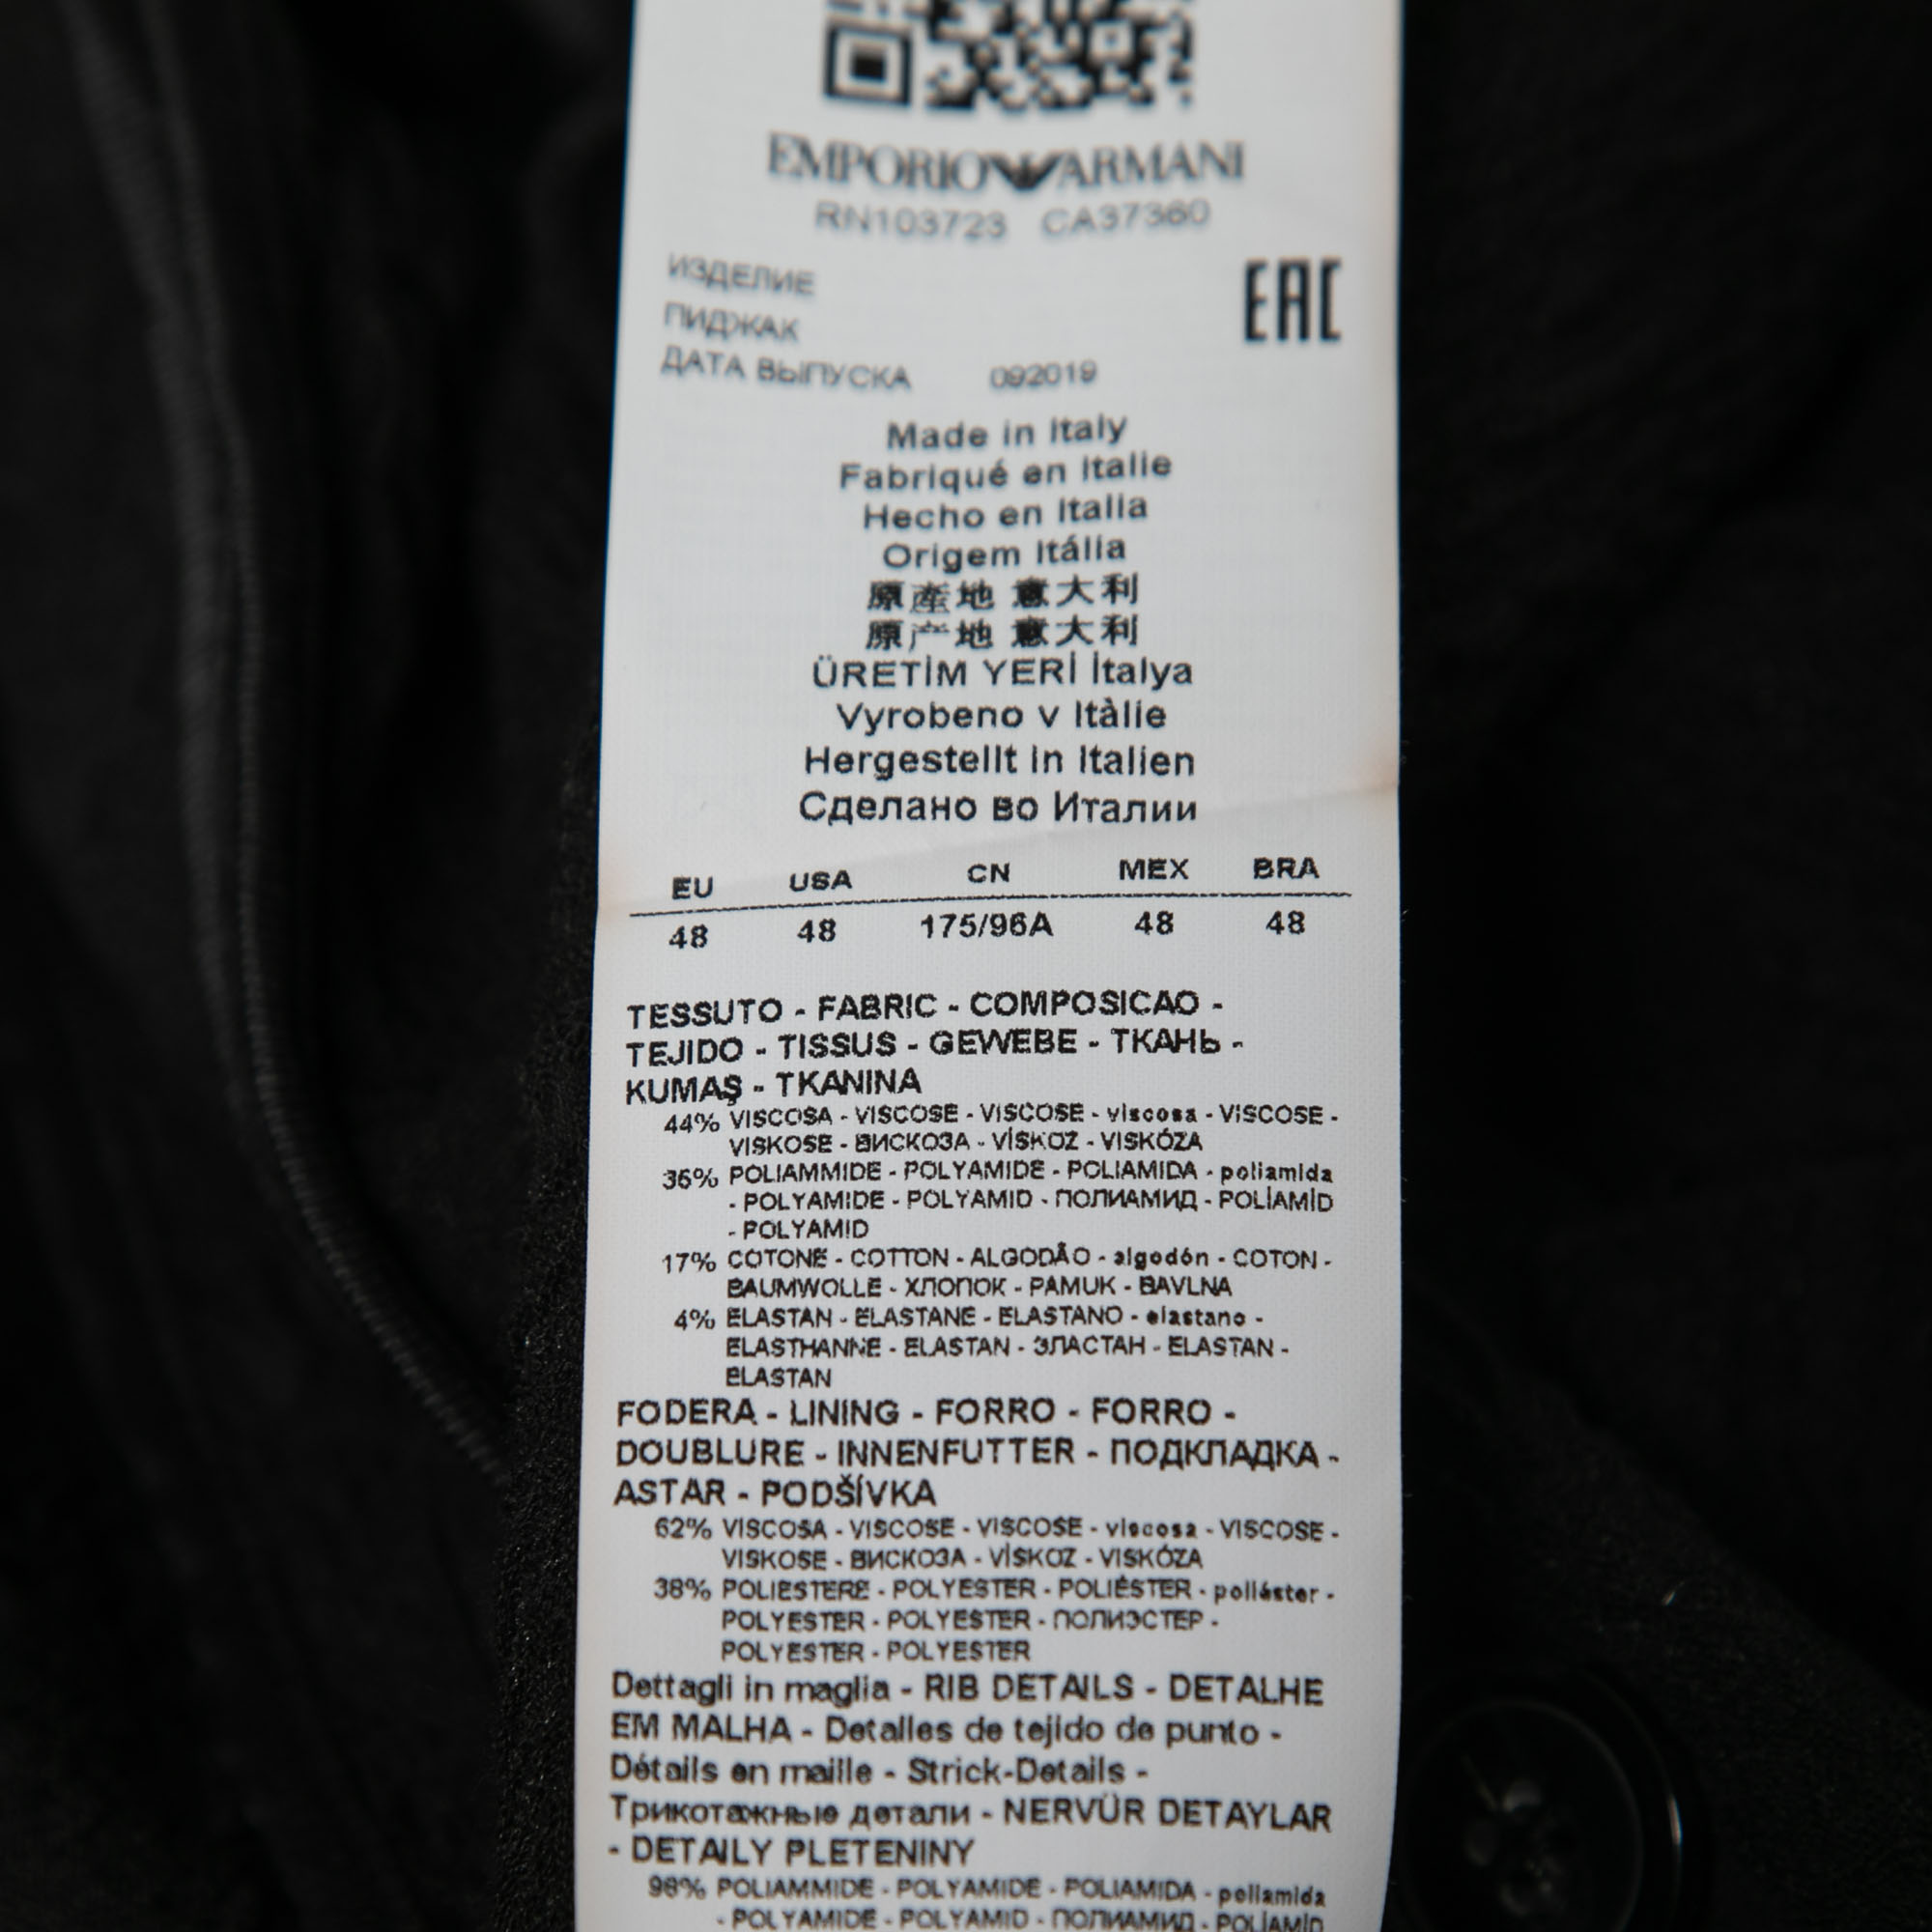 EMPORIO ARMANI
RN103723 CA37360
ИЗДЕЛИЕ
EAC
ПИДЖАК
ДАТА ВЫПУСКА 092019
Made in Italy
Fabriqué en Italie
Hecho en Italia
Origem Itália
原產地 意大利
原产地 意大利
ÜRETİM YERİ İtalya
Vyrobeno v Itàlie
Hergestellt in Italien
Сделано во Италии
EU USA CN MEX BRA
48 48 175/96A 48 48
TESSUTO - FABRIC - COMPOSICAO -
TEJIDO - TISSUS - GEWEBE - ТКАНЬ -
KUMAŞ - TKANINA
44% VISCOSA - VISCOSE - VISCOSE - viscosa - VISCOSE -
VISKOSE - ВИСКОЗА - VİSKOZ - VISKÓZA
36% POLIAMMIDE - POLYAMIDE - POLIAMIDA - poliamida
- POLYAMIDE - POLYAMID - ПОЛИАМИД - POLİAMİD
- POLYAMID
17% COTONE - COTTON - ALGODÃO - algodón - COTON -
BAUMWOLLE - ХЛОПОК - PAMUK - BAVLNA
4% ELASTAN - ELASTANE - ELASTANO - elastano -
ELASTHANNE - ELASTAN - ЭЛАСТАН - ELASTAN -
ELASTAN
FODERA - LINING - FORRO - FORRO -
DOUBLURE - INNENFUTTER - ПОДКЛАДКА -
ASTAR - PODŠÍVKA
62% VISCOSA - VISCOSE - VISCOSE - viscosa - VISCOSE -
VISKOSE - ВИСКОЗА - VİSKOZ - VISKÓZA
38% POLIESTERE - POLYESTER - POLIÉSTER - poliéster -
POLYESTER - POLYESTER - ПОЛИЭСТЕР -
POLYESTER - POLYESTER
Dettagli in maglia - RIB DETAILS - DETALHE
EM MALHA - Detalles de tejido de punto -
Détails en maille - Strick-Details -
Трикотажные детали - NERVÜR DETAYLAR
- DETAILY PLETENINY
98% POLIAMMIDE - POLYAMIDE - POLIAMIDA - poliamida
- POLYAMIDE - POLYAMID - ПОЛИАМИД - POLİAMİD